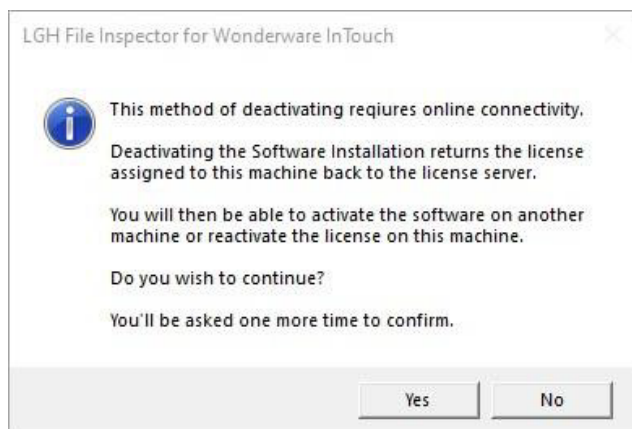 LGH File Inspector for Wonderware InTouch
This method of deactivating reqiures online connectivity.
Deactivating the Software Installation returns the license
assigned to this machine back to the license server.
You will then be able to activate the software on another
machine or reactivate the license on this machine.
Do you wish to continue?
You'll be asked one more time to confirm.
Yes
No